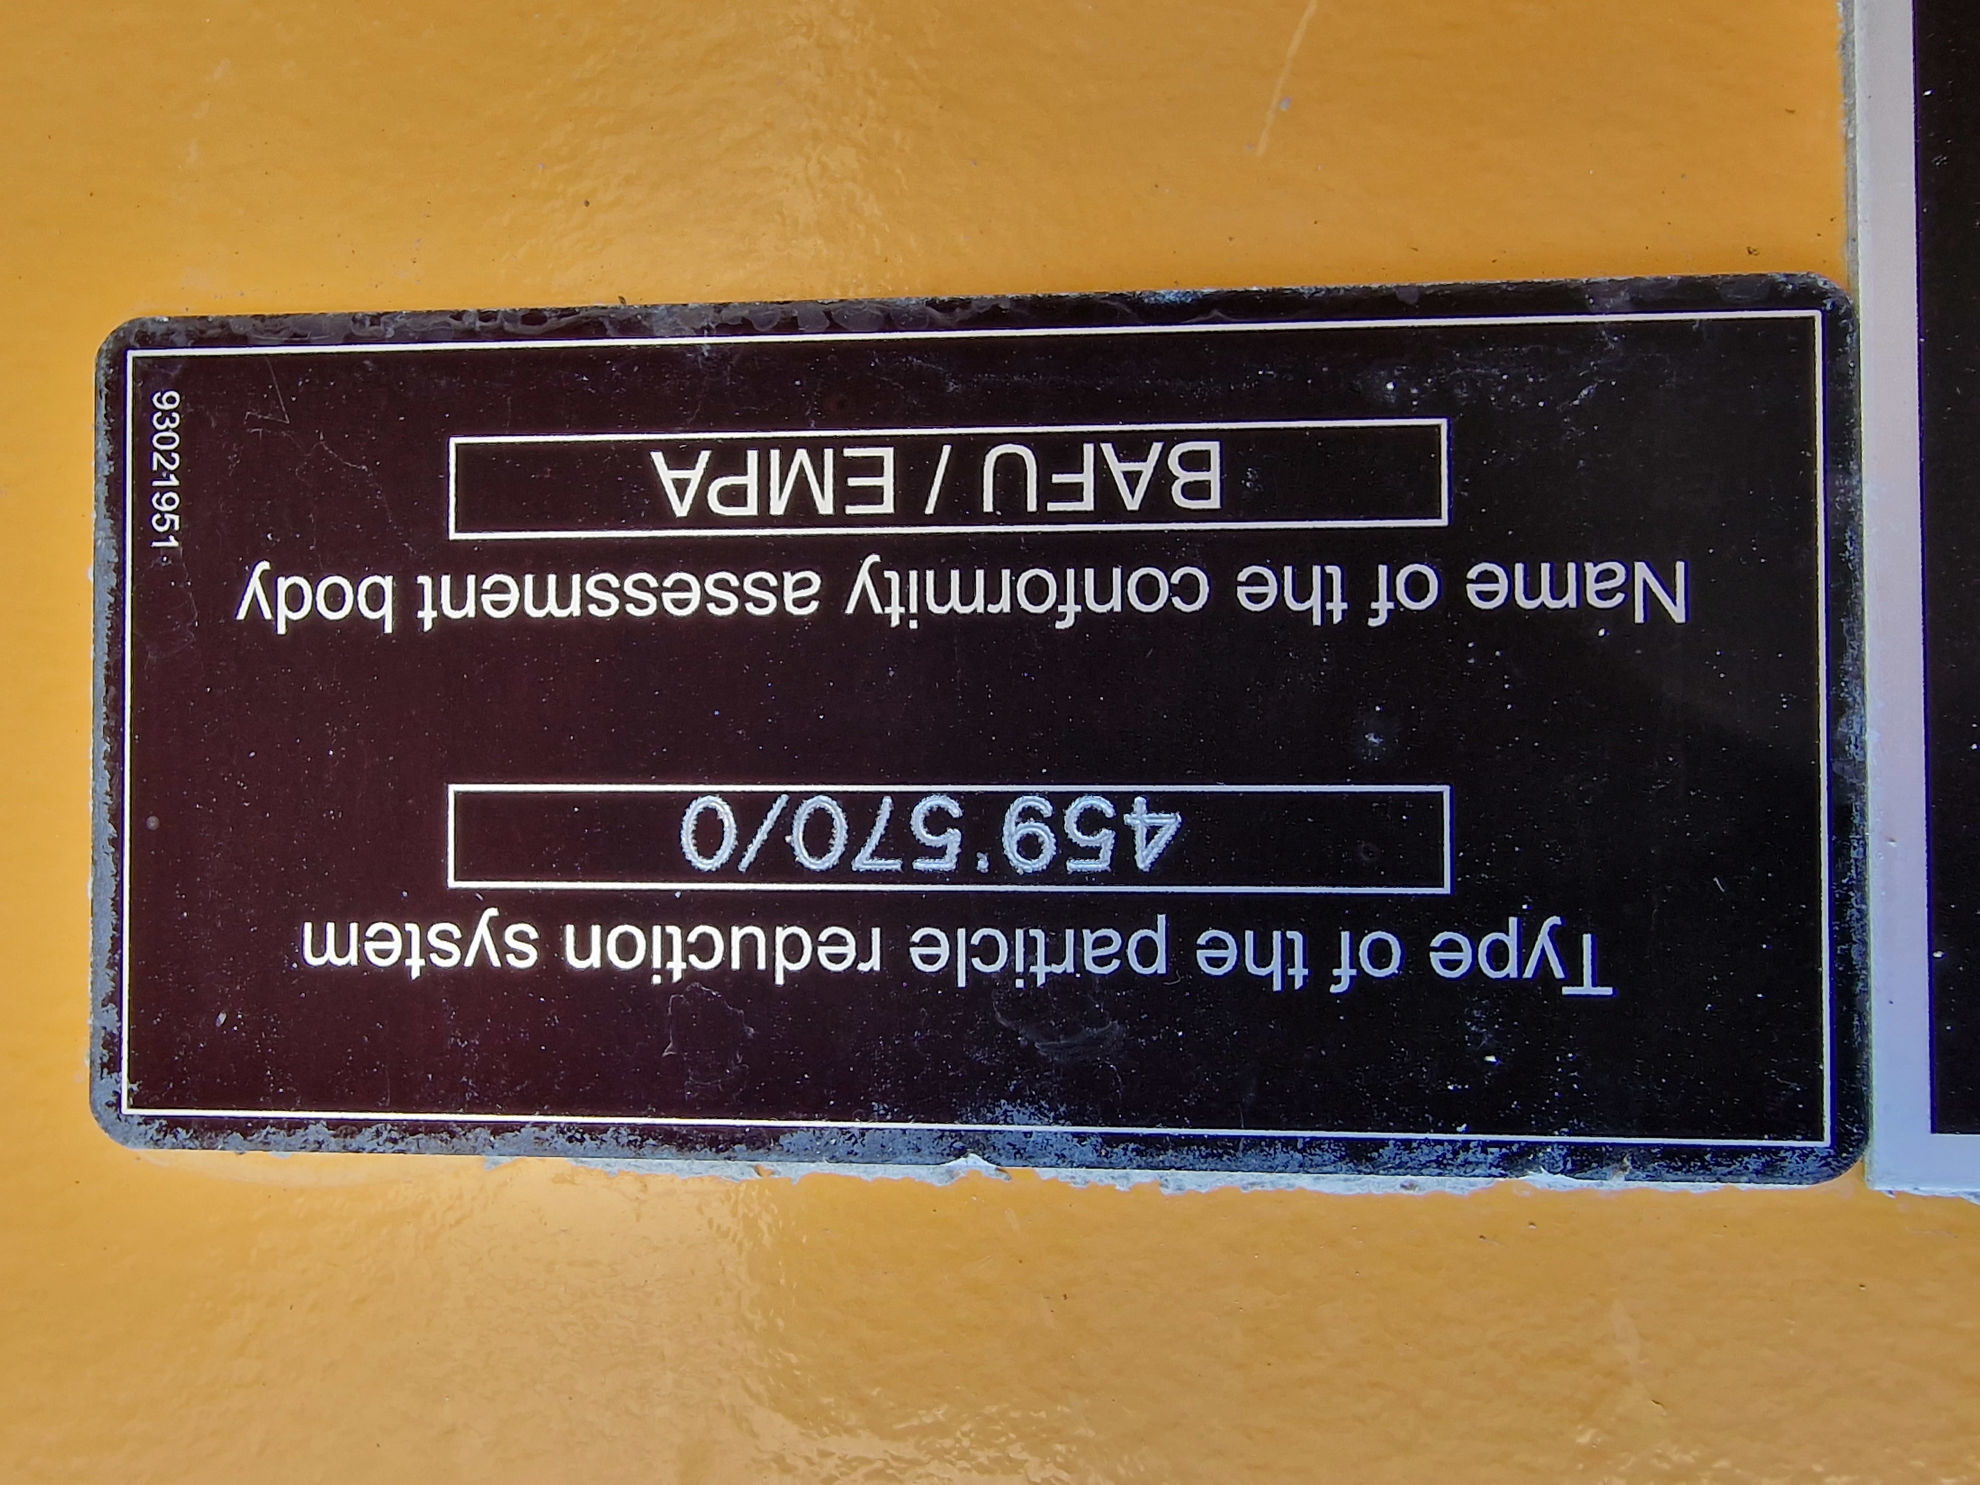 Type of the particle reduction system
459'570/0
Name of the conformity assessment body
BAFU / EMPA
93021951